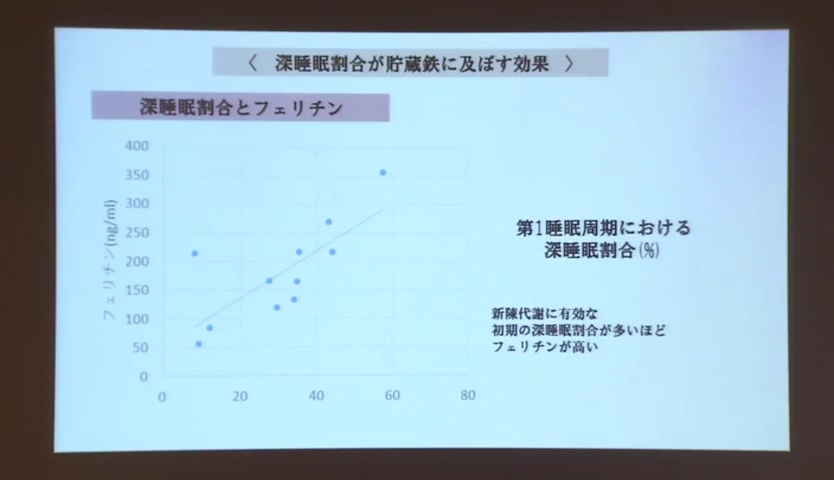 〈 深睡眠割合が貯蔵鉄に及ぼす効果 〉
深睡眠割合とフェリチン
400
350
300
250
200
150
100
50
0
フェリチン(ng/ml)
0 20 40 60 80
第1睡眠周期における
深睡眠割合(%)
新陳代謝に有効な
初期の深睡眠割合が多いほど
フェリチンが高い